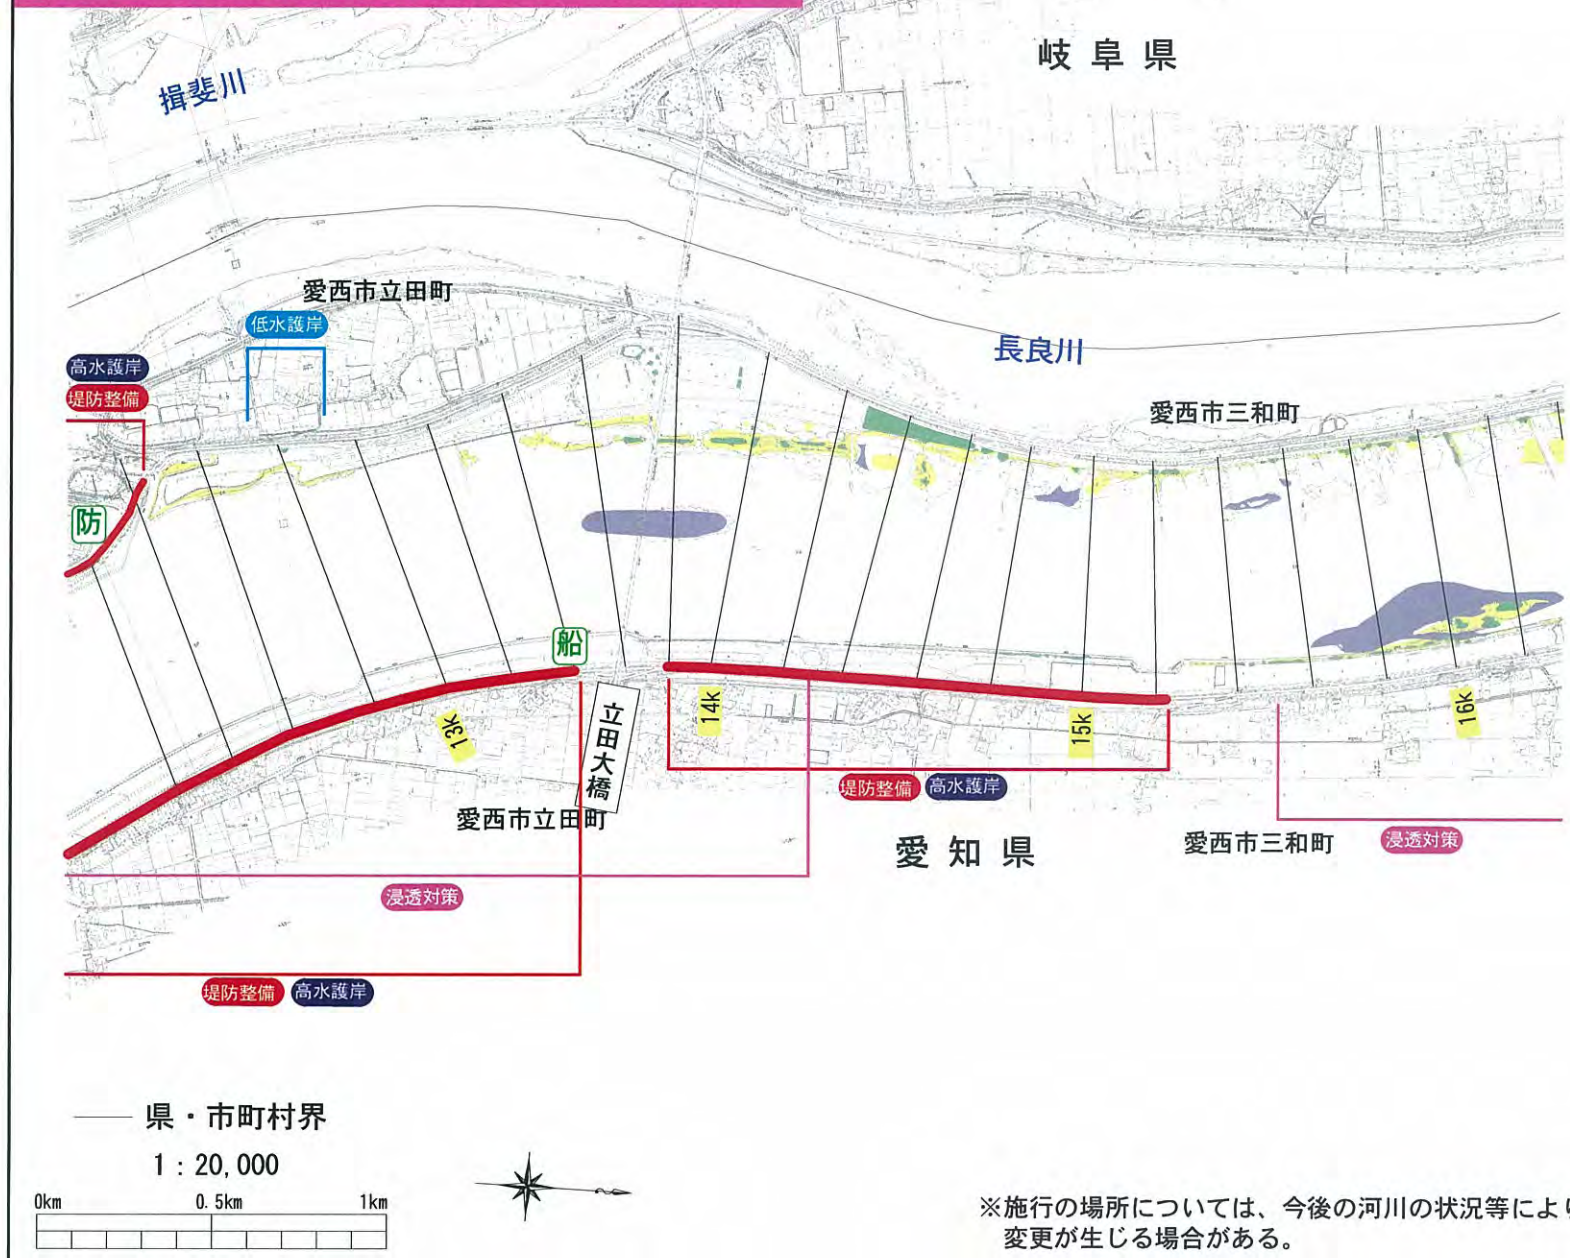 岐阜県
揖斐川
愛西市立田町
低水護岸
長良川
高水護岸
堤防整備
愛西市三和町
防
船
13k
立田大橋
14k
15k
16k
堤防整備 高水護岸
愛西市立田町
愛知県
愛西市三和町
浸透対策
浸透対策
堤防整備 高水護岸
県・市町村界
1：20,000
0km 0.5km 1km
※施行の場所については、今後の河川の状況等により
変更が生じる場合がある。